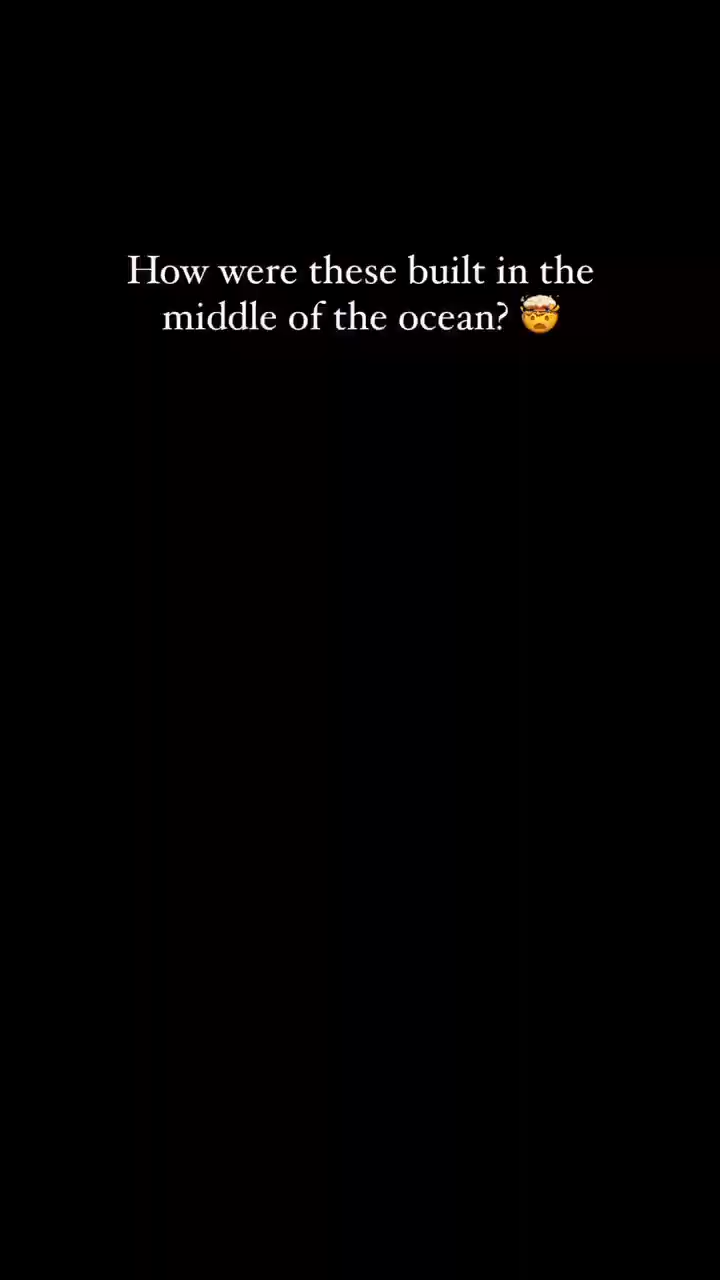 How were these built in the
middle of the ocean? 🤯